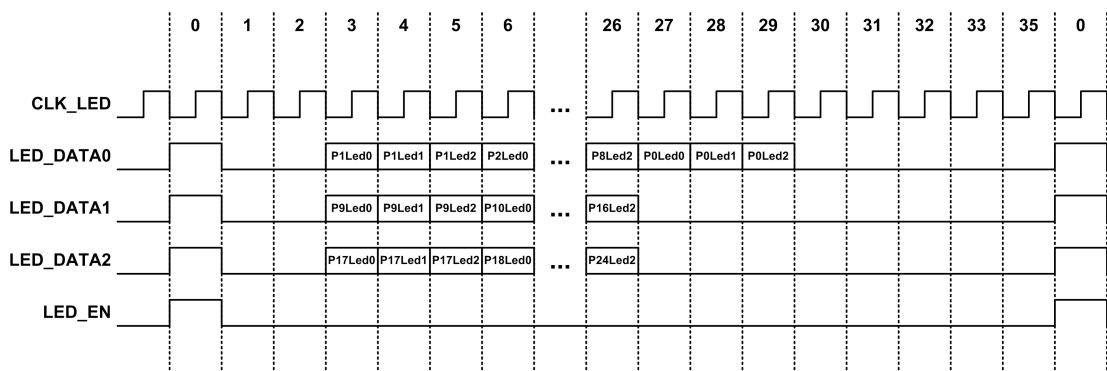 0 1 2 3 4 5 6 26 27 28 29 30 31 32 33 35 0
CLK_LED ...
LED_DATA0 P1Led0 P1Led1 P1Led2 P2Led0 ... P8Led2 P0Led0 P0Led1 P0Led2
LED_DATA1 P9Led0 P9Led1 P9Led2 P10Led0 ... P16Led2
LED_DATA2 P17Led0 P17Led1 P17Led2 P18Led0 ... P24Led2
LED_EN